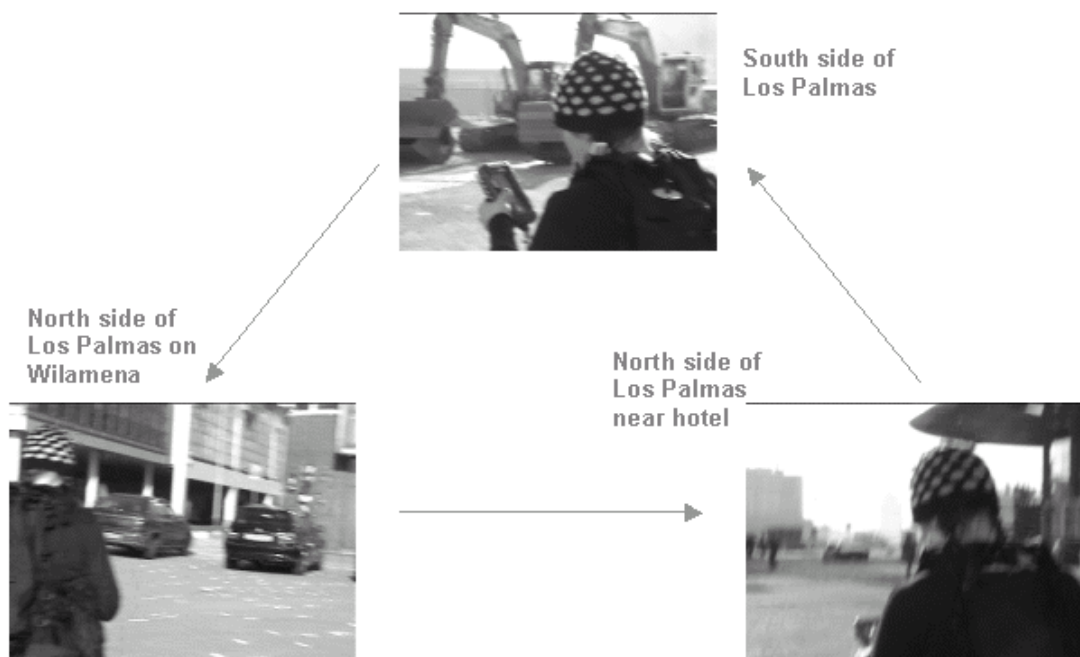 South side of
Los Palmas
North side of
Los Palmas on
Wilamena
North side of
Los Palmas
near hotel